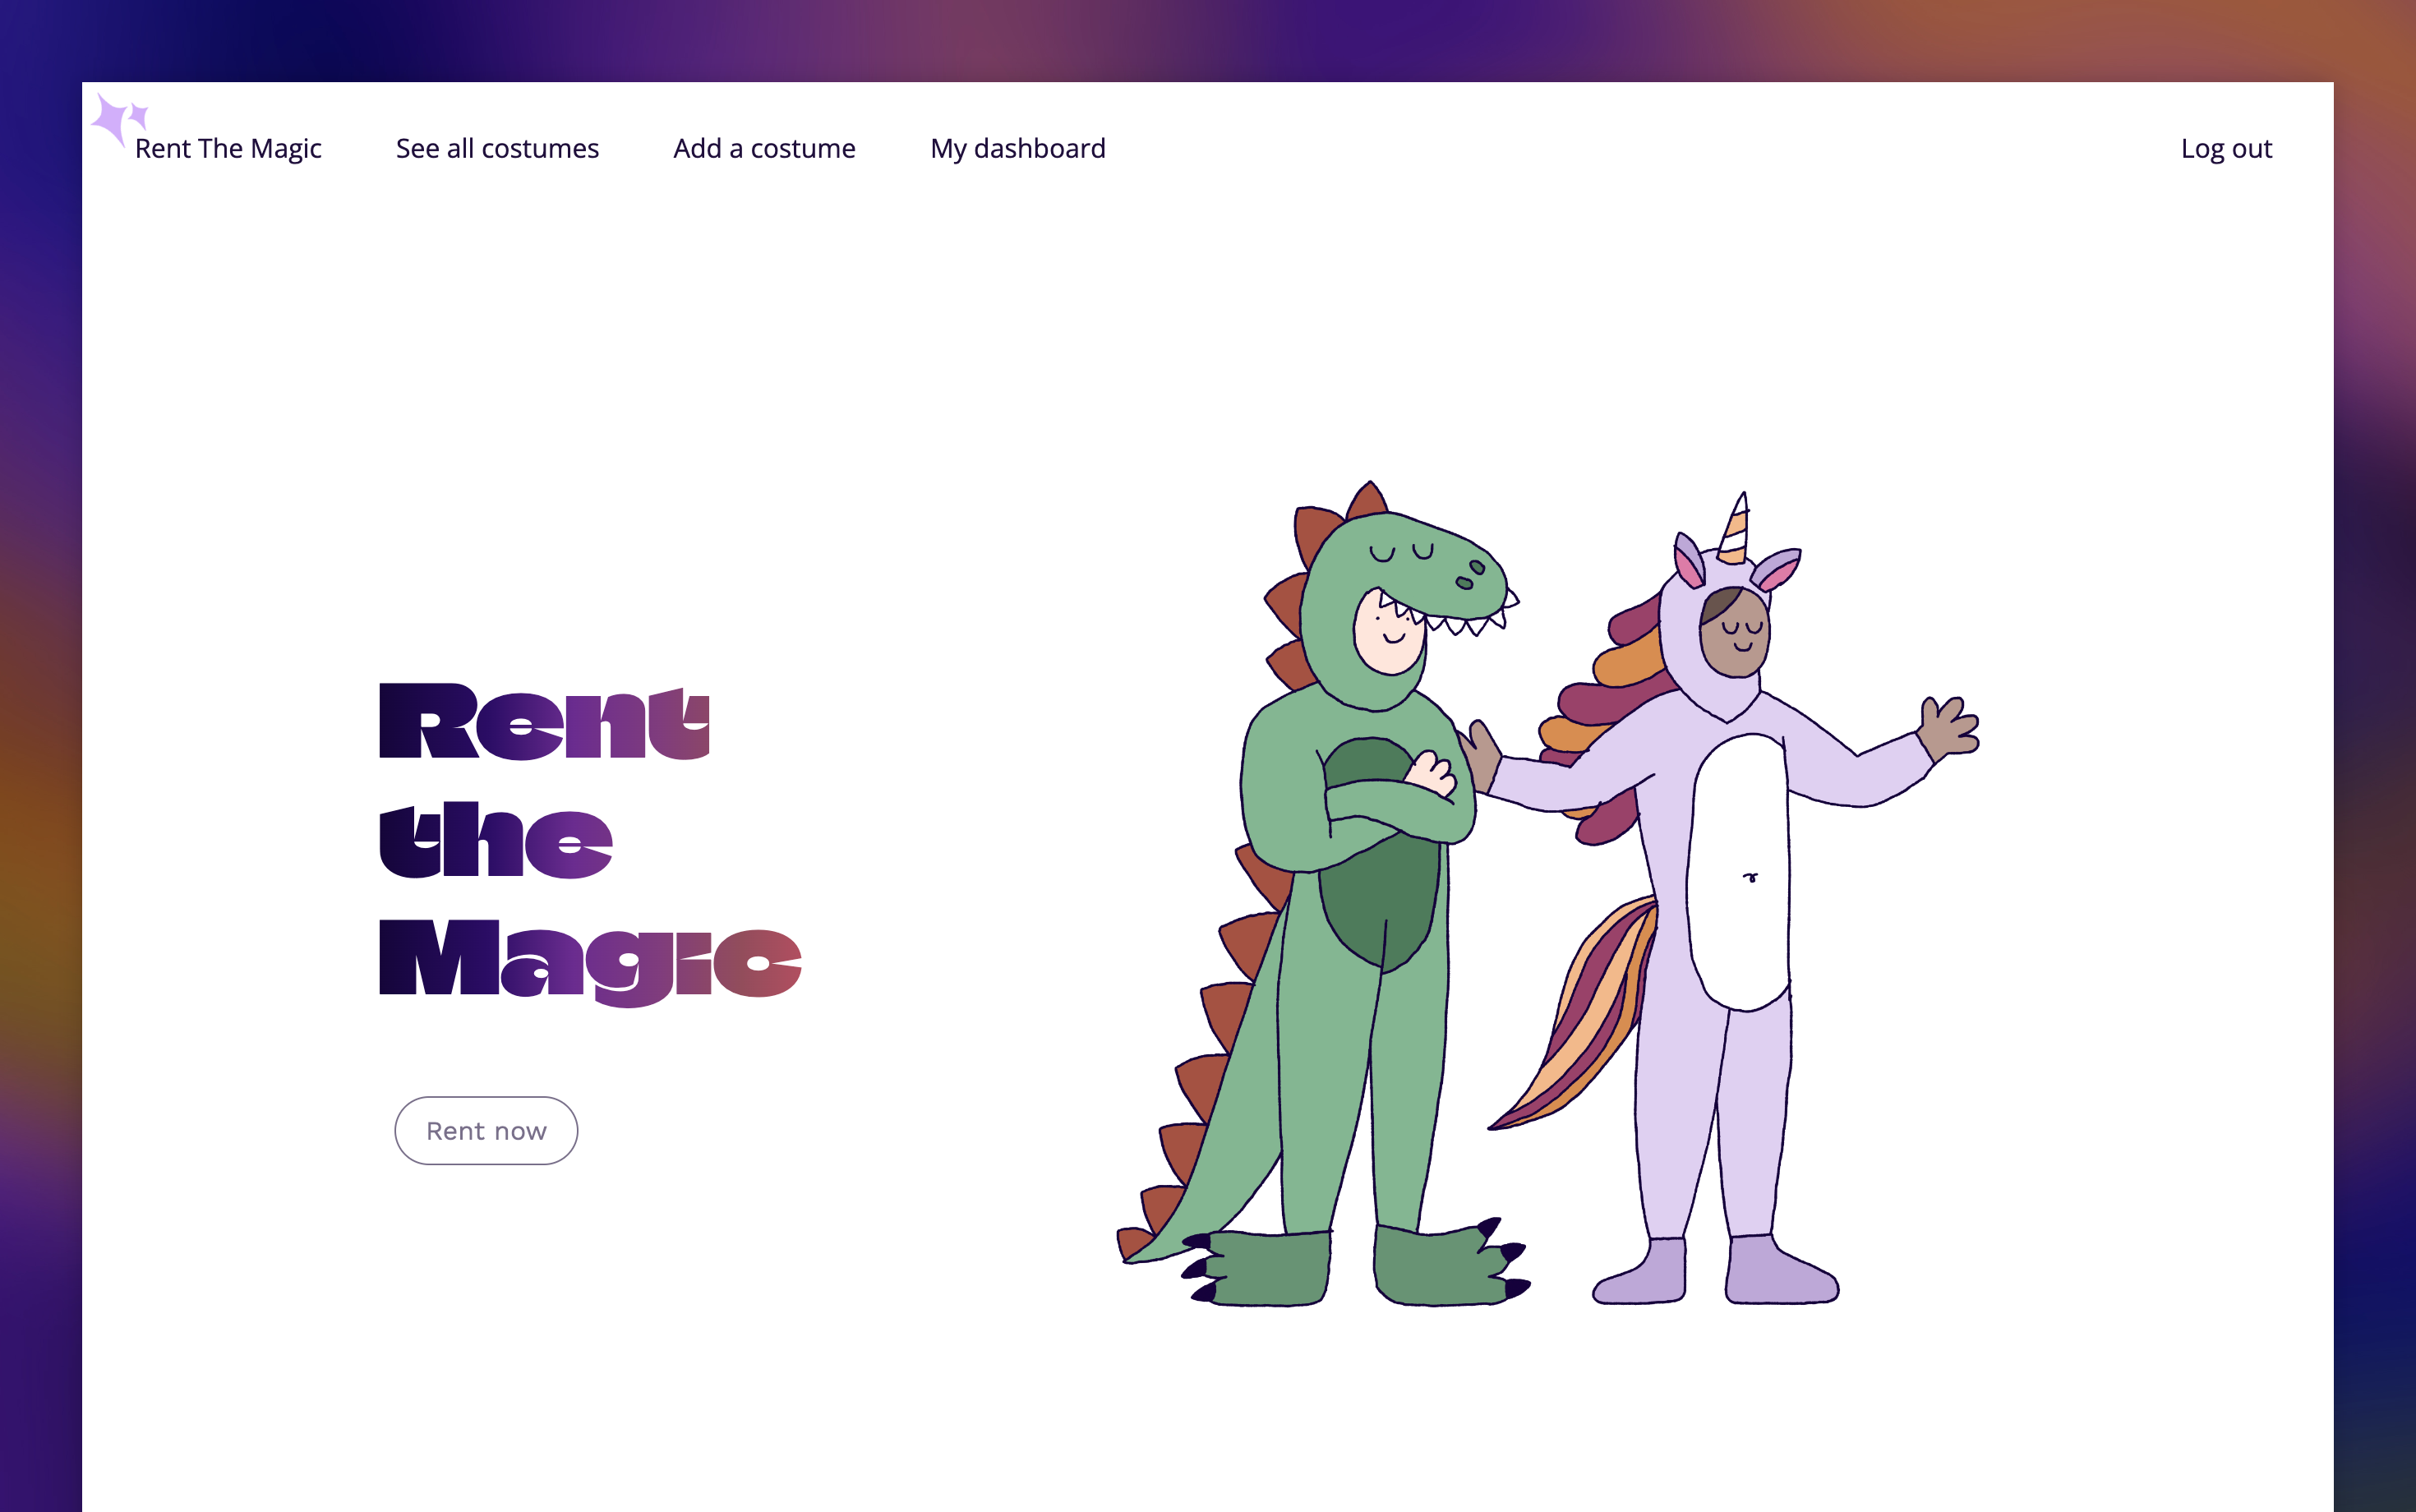 Rent The Magic See all costumes Add a costume My dashboard Log out
Rent
the
Magic
Rent now